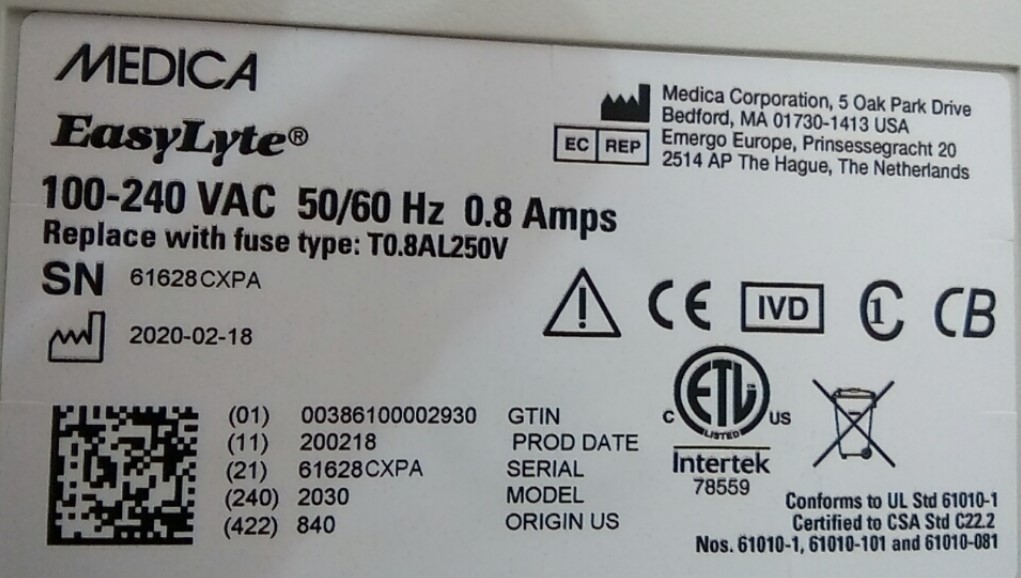 MEDICA
EasyLyte®
Medica Corporation, 5 Oak Park Drive
Bedford, MA 01730-1413 USA
EC REP Emergo Europe, Prinsessegracht 20
2514 AP The Hague, The Netherlands
100-240 VAC 50/60 Hz 0.8 Amps
Replace with fuse type: T0.8AL250V
SN 61628CXPA
2020-02-18
CE IVD C1 CB
(01) 00386100002930 GTIN
(11) 200218 PROD DATE
(21) 61628CXPA SERIAL
(240) 2030 MODEL
(422) 840 ORIGIN US
C ETL US
LISTED
Intertek
78559
Conforms to UL Std 61010-1
Certified to CSA Std C22.2
Nos. 61010-1, 61010-101 and 61010-081